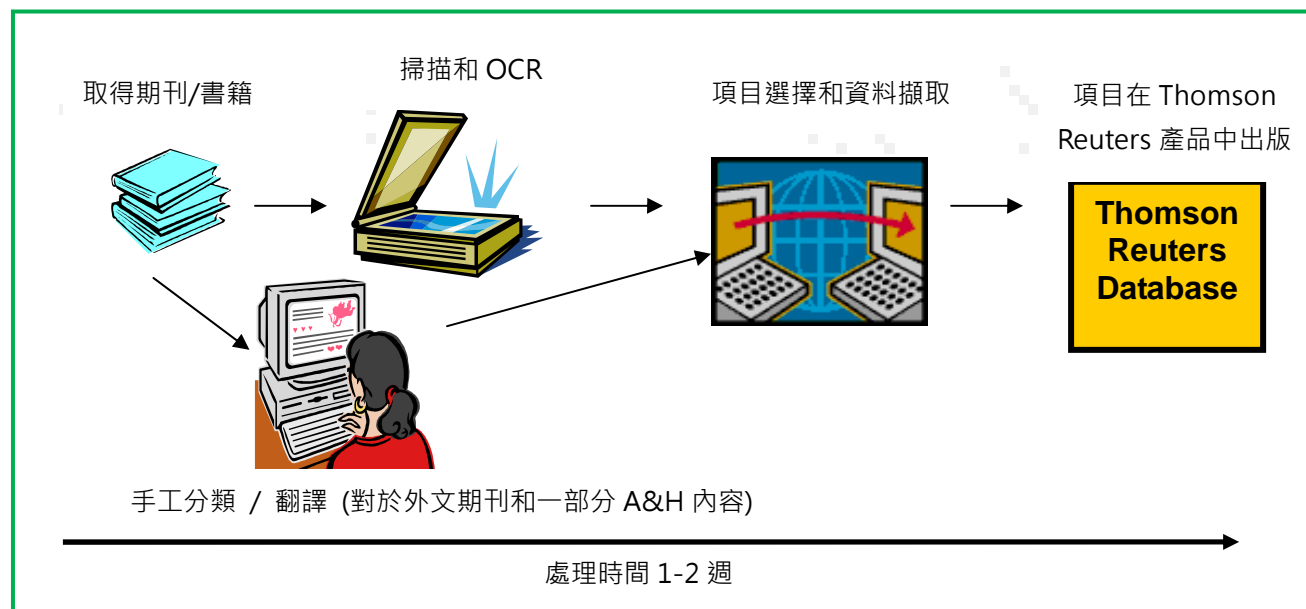 取得期刊/書籍
掃描和 OCR
項目選擇和資料擷取
項目在 Thomson
Reuters 產品中出版
Thomson
Reuters
Database
手工分類 / 翻譯 (對於外文期刊和一部分 A&H 內容)
處理時間 1-2 週